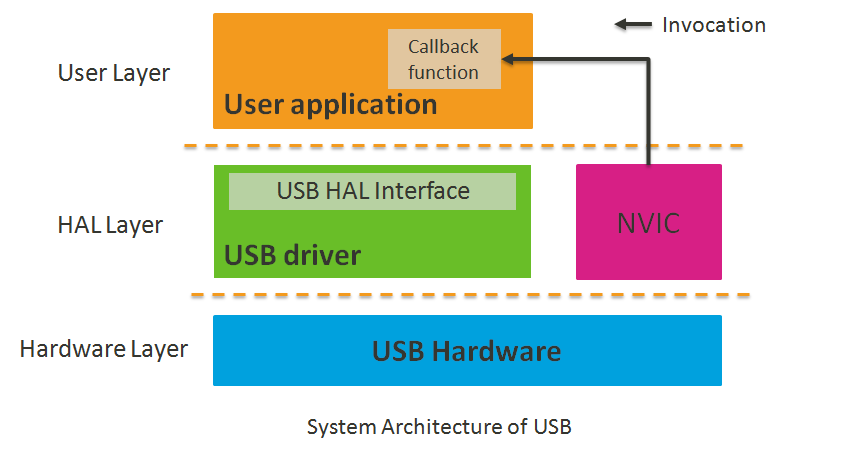 Invocation
User Layer
Callback
function
User application
USB HAL Interface
HAL Layer
USB driver
NVIC
Hardware Layer
USB Hardware
System Architecture of USB